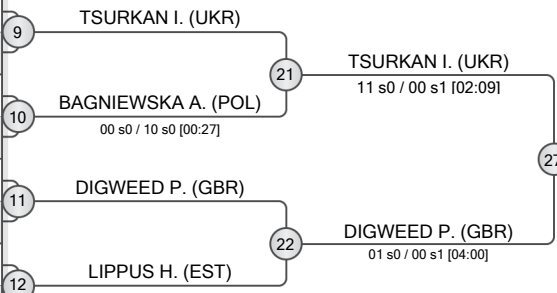 TSURKAN I. (UKR)
9
TSURKAN I. (UKR)
21
11 s0 / 00 s1 [02:09]
BAGNIEWSKA A. (POL)
10
00 s0 / 10 s0 [00:27]
27
DIGWEED P. (GBR)
11
DIGWEED P. (GBR)
22
01 s0 / 00 s1 [04:00]
LIPPUS H. (EST)
12